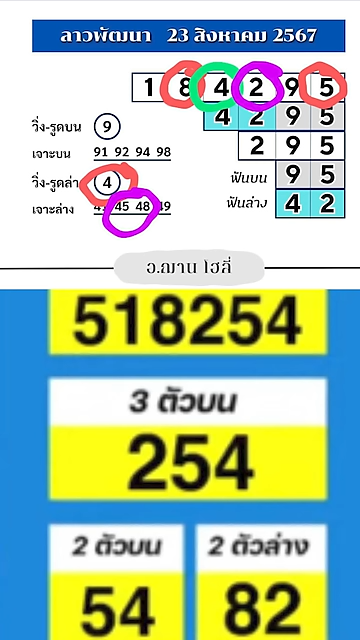 ลาวพัฒนา 23 สิงหาคม 2567
1 8 4 2 9 5
4 2 9 5
วิ่ง-รูดบน 9
2 9 5
เจาะบน 91 92 94 98
วิ่ง-รูดล่าง 4
ฟันบน 9 5
เจาะล่าง 41 45 48 49
ฟันล่าง 4 2
อ.ฌาน โฮลี่
518254
3 ตัวบน
254
2 ตัวบน 2 ตัวล่าง
54 82